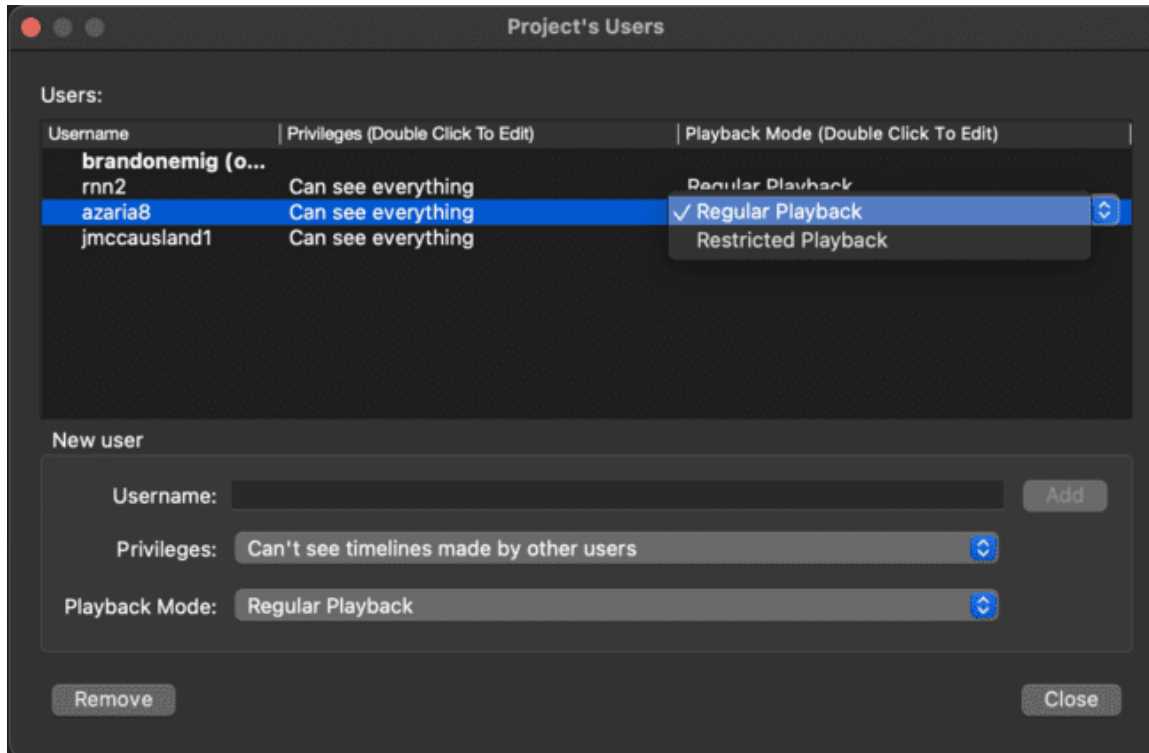 Project's Users
Users:
Username Privileges (Double Click To Edit) Playback Mode (Double Click To Edit)
brandonemig (o...
rnn2 Can see everything Regular Playback
azaria8 Can see everything ✓ Regular Playback
jmccausland1 Can see everything Restricted Playback
New user
Username: Add
Privileges: Can't see timelines made by other users
Playback Mode: Regular Playback
Remove Close